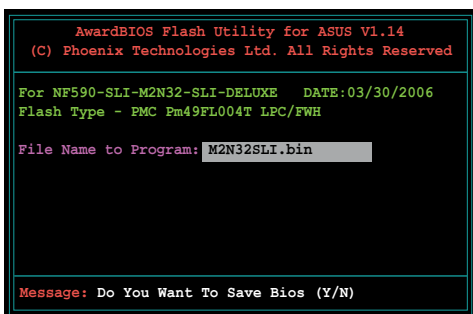 AwardBIOS Flash Utility for ASUS V1.14
(C) Phoenix Technologies Ltd. All Rights Reserved
For NF590-SLI-M2N32-SLI-DELUXE DATE:03/30/2006
Flash Type - PMC Pm49FL004T LPC/FWH
File Name to Program: M2N32SLI.bin
Message: Do You Want To Save Bios (Y/N)